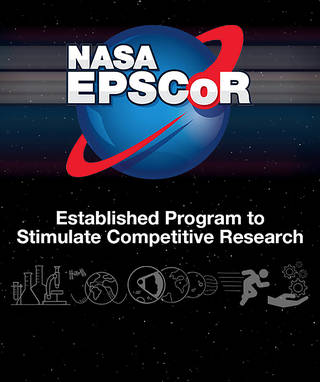 NASA
EPSCoR
Established Program to
Stimulate Competitive Research